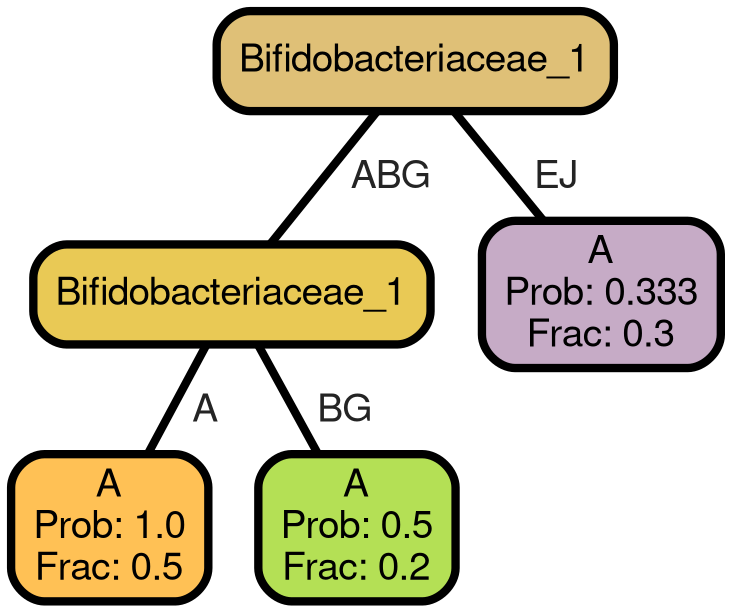 Bifidobacteriaceae_1
ABG
EJ
Bifidobacteriaceae_1
A
Prob: 0.333
Frac: 0.3
A
BG
A
Prob: 1.0
Frac: 0.5
A
Prob: 0.5
Frac: 0.2